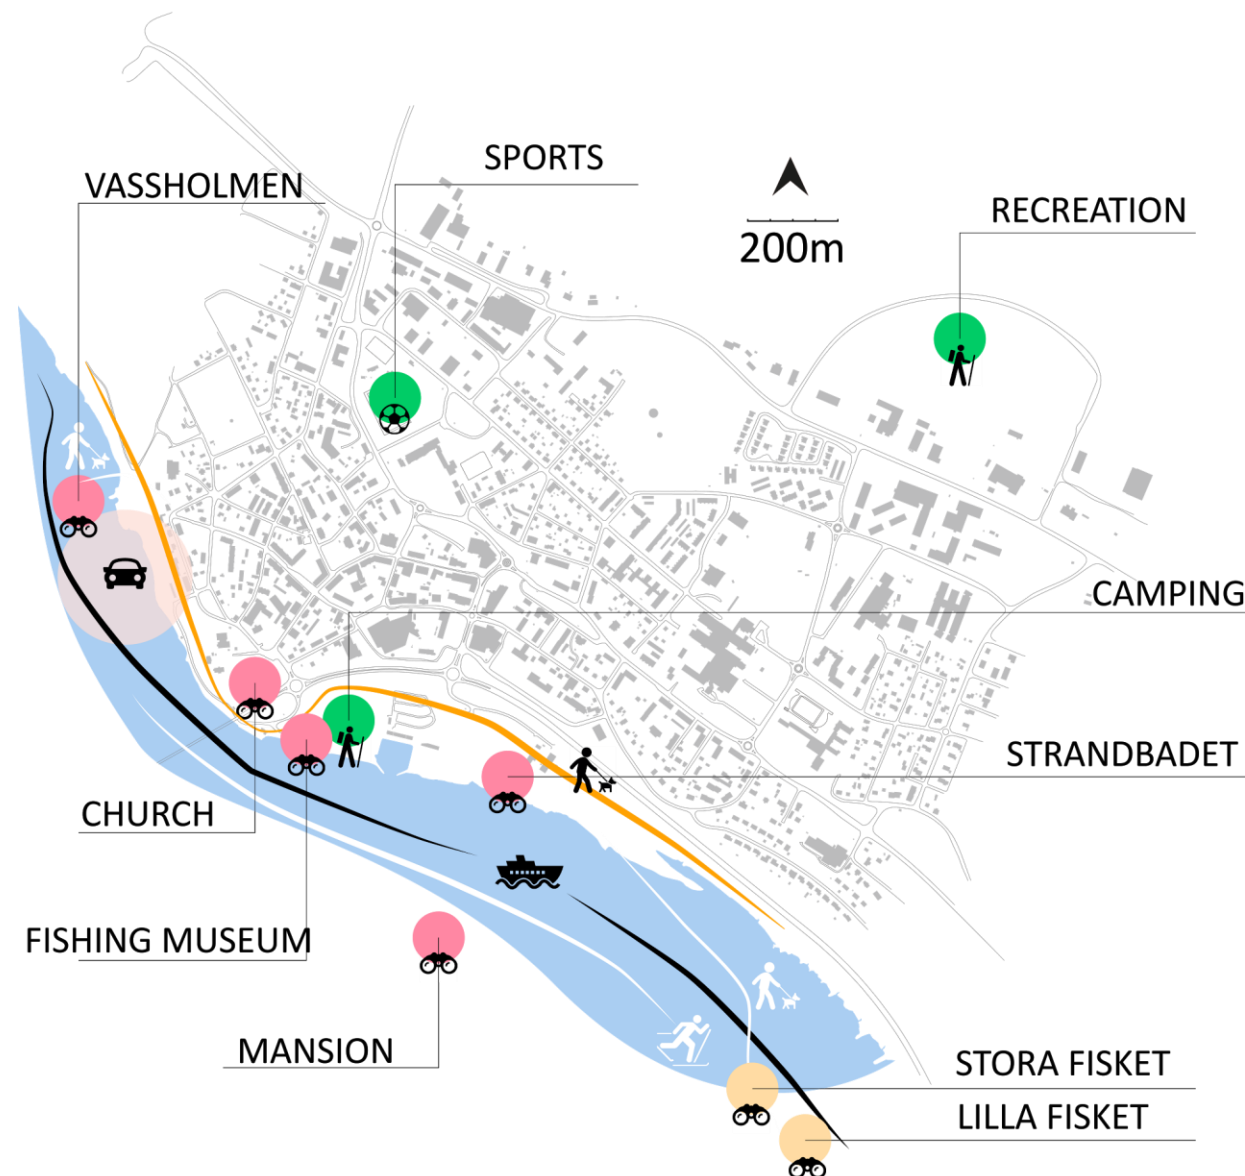 SPORTS
VASSHOLMEN
RECREATION
200m
CAMPING
STRANDBADET
CHURCH
FISHING MUSEUM
MANSION
STORA FISKET
LILLA FISKET